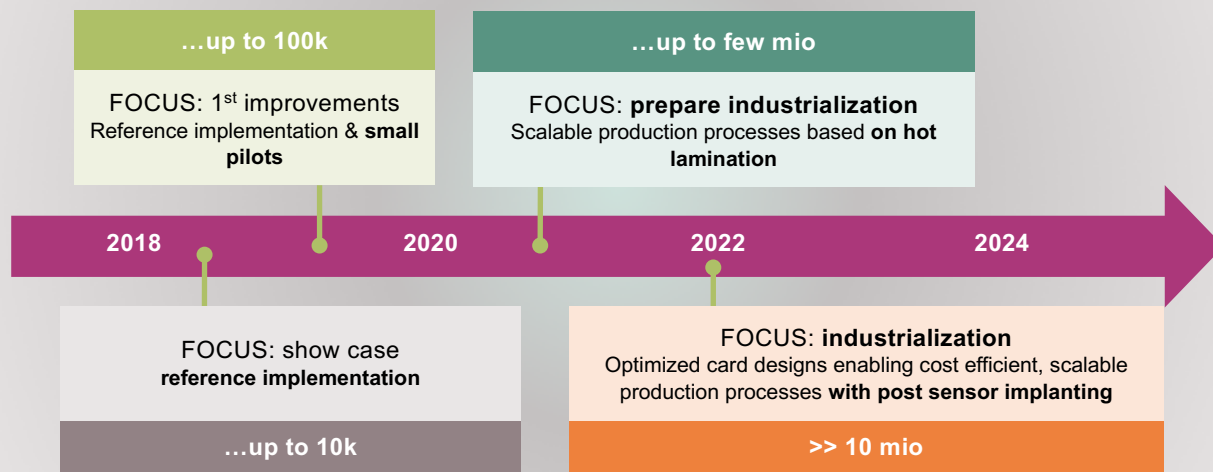 …up to 100k
FOCUS: 1st improvements
Reference implementation & small
pilots
…up to few mio
FOCUS: prepare industrialization
Scalable production processes based on hot
lamination
2018
2020
2022
2024
FOCUS: show case
reference implementation
…up to 10k
FOCUS: industrialization
Optimized card designs enabling cost efficient, scalable
production processes with post sensor implanting
>> 10 mio